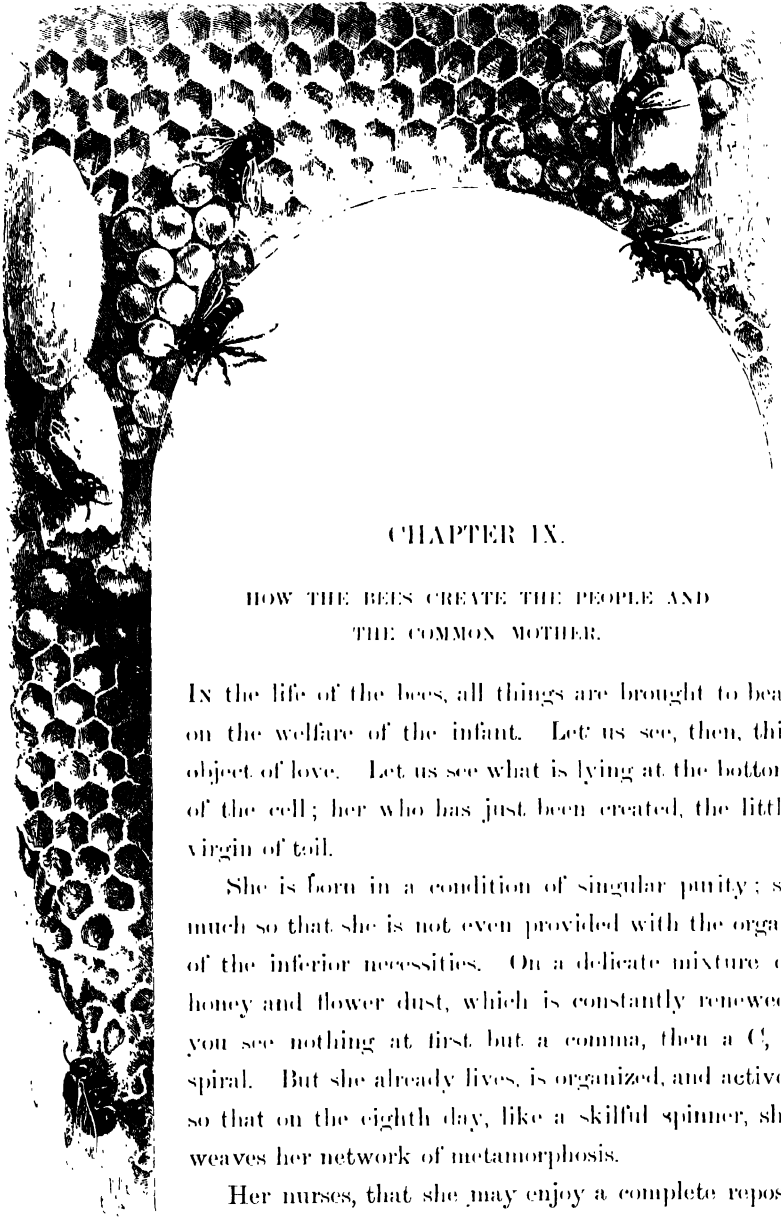 CHAPTER IX.
HOW THE BEES CREATE THE PEOPLE AND
THE COMMON MOTHER.
In the life of the bees, all things are brought to bea
on the welfare of the infant. Let us see, then, thi
object of love. Let us see what is lying at the bottom
of the cell; her who has just been created, the littl
virgin of toil.
She is born in a condition of singular purity; s
much so that she is not even provided with the orga
of the inferior necessities. On a delicate mixture o
honey and flower dust, which is constantly renewed
you see nothing at first but a comma, then a C,
spiral. But she already lives, is organized, and active
so that on the eighth day, like a skilful spinner, sh
weaves her network of metamorphosis.
Her nurses, that she may enjoy a complete repos